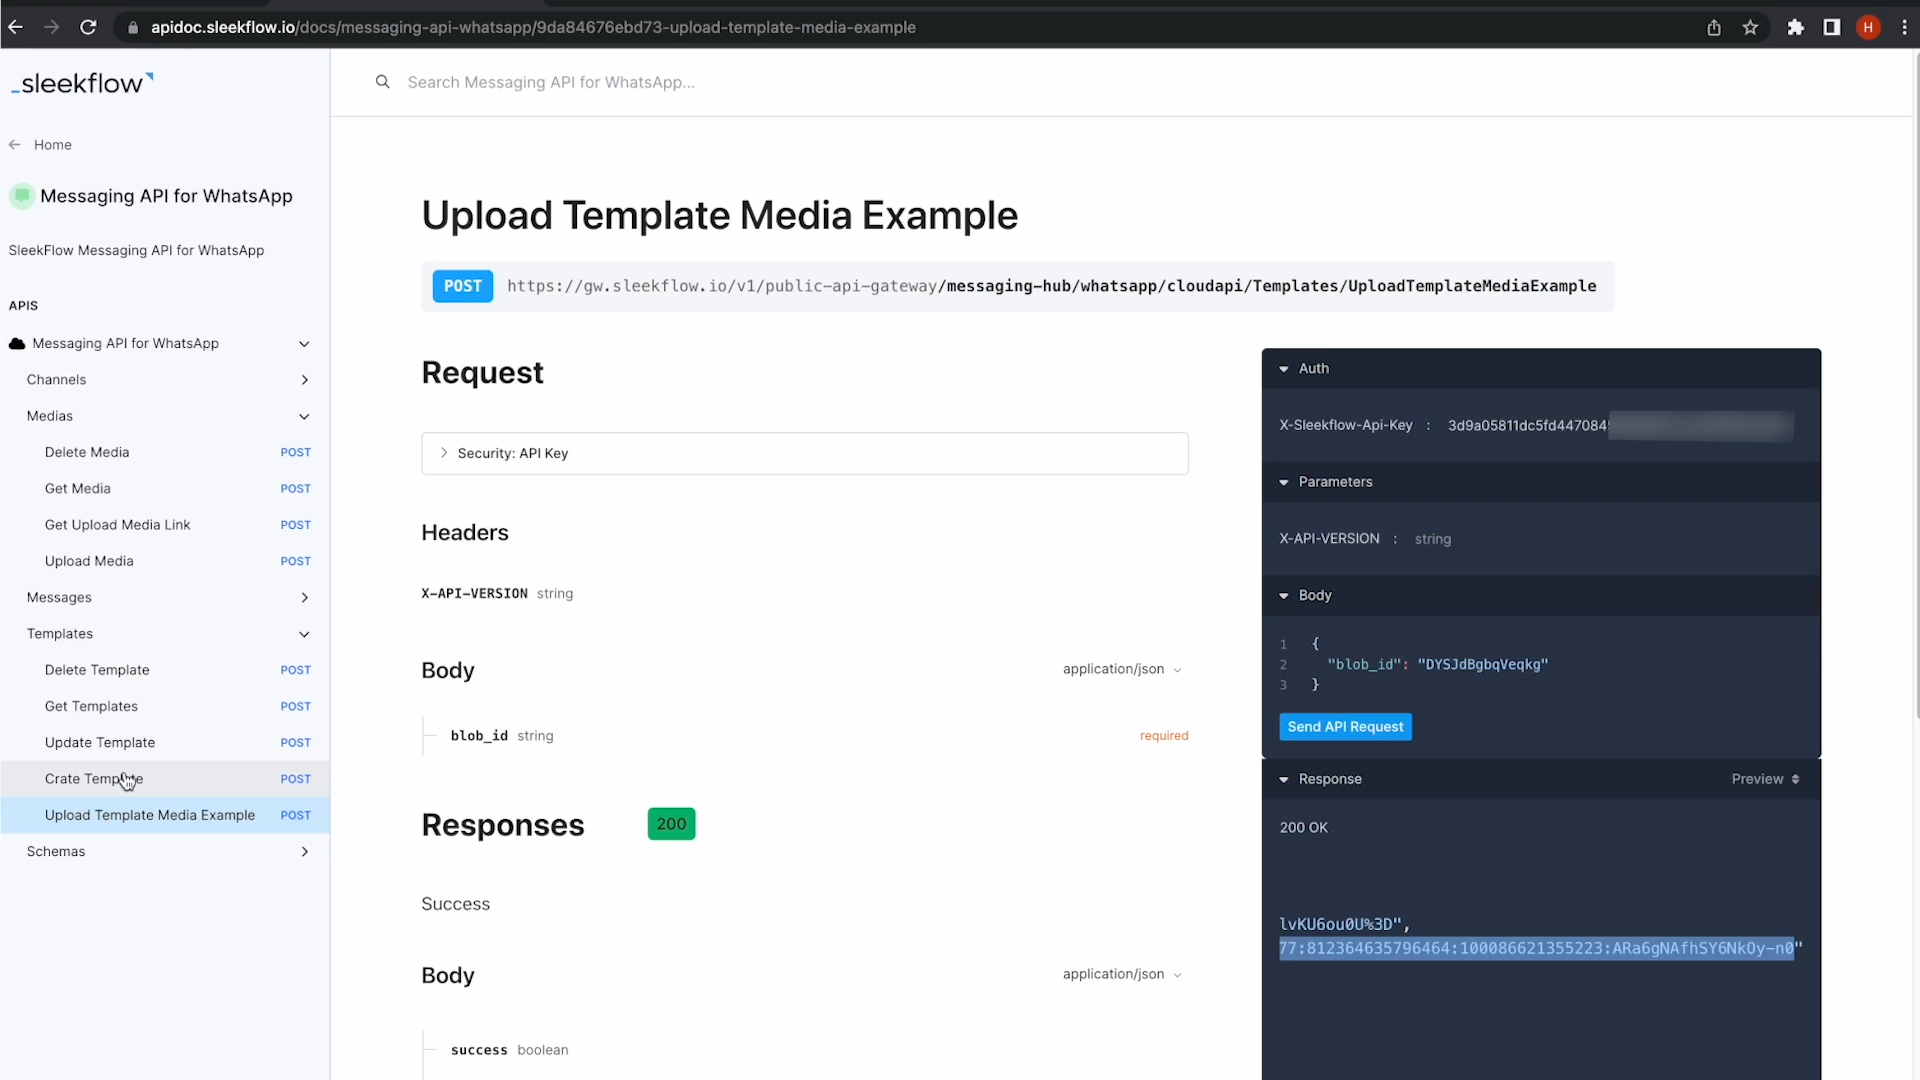 apidoc.sleekflow.io/docs/messaging-api-whatsapp/9da84676ebd73-upload-template-media-example
H
_sleekflow
Search Messaging API for WhatsApp...
Home
Messaging API for WhatsApp
SleekFlow Messaging API for WhatsApp
APIS
Messaging API for WhatsApp
Channels
Medias
Delete Media POST
Get Media POST
Get Upload Media Link POST
Upload Media POST
Messages
Templates
Delete Template POST
Get Templates POST
Update Template POST
Crate Template POST
Upload Template Media Example POST
Schemas
Upload Template Media Example
POST https://gw.sleekflow.io/v1/public-api-gateway/messaging-hub/whatsapp/cloudapi/Templates/UploadTemplateMediaExample
Request
Security: API Key
Headers
X-API-VERSION string
Body application/json
blob_id string required
Responses 200
Success
Body application/json
success boolean
Auth
X-Sleekflow-Api-Key : 3d9a05811dc5fd447084
Parameters
X-API-VERSION : string
Body
1 {
2 "blob_id": "DYSJdBgbqVeqkg"
3 }
Send API Request
Response Preview
200 OK
lvKU6ou0U%3D",
77:812364635796464:100086621355223:ARa6gNAfhSY6NkOy-n0"